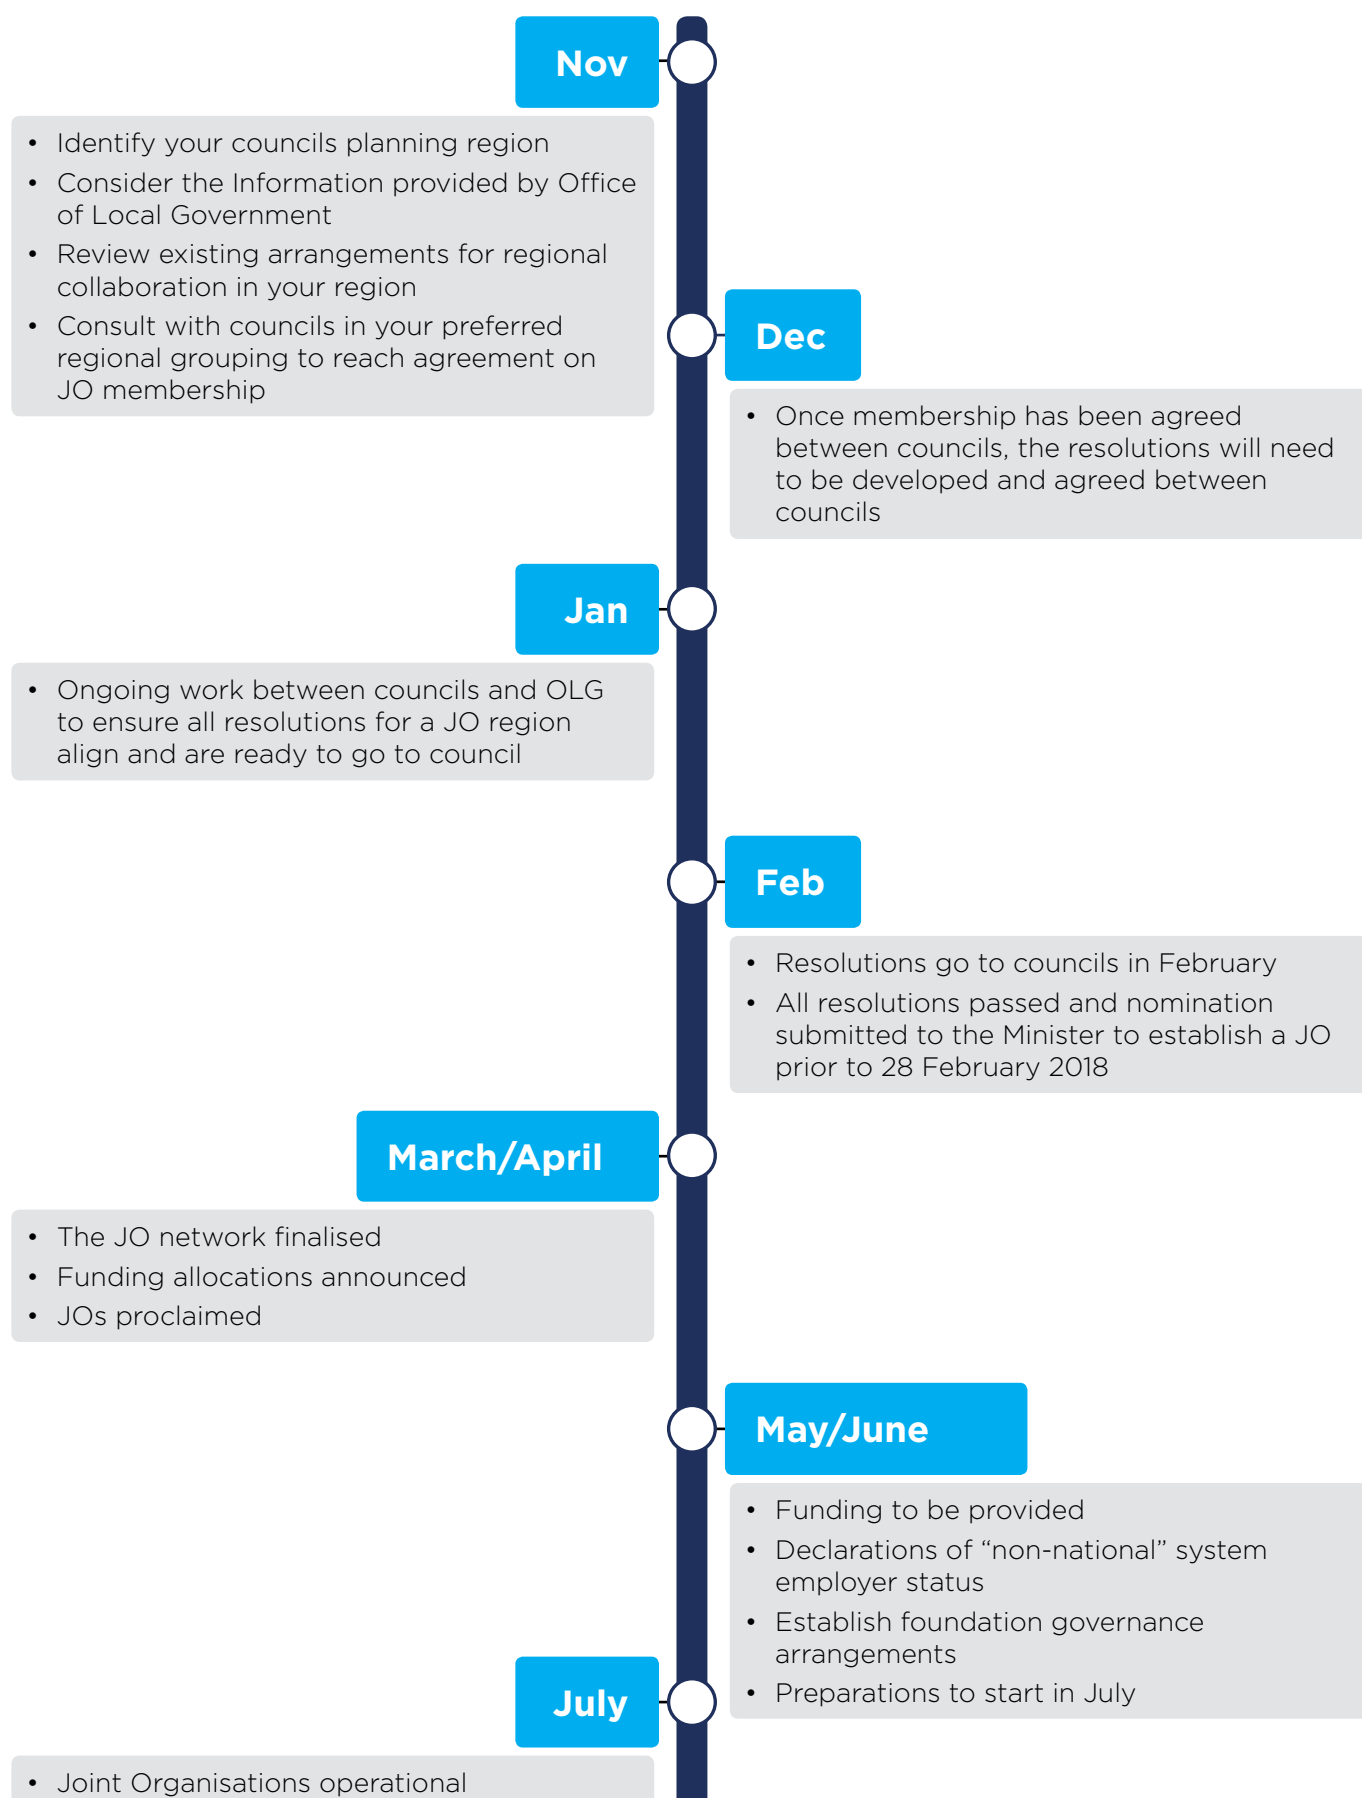 Nov
• Identify your councils planning region
• Consider the Information provided by Office
of Local Government
• Review existing arrangements for regional
collaboration in your region
• Consult with councils in your preferred
regional grouping to reach agreement on
JO membership
Dec
• Once membership has been agreed
between councils, the resolutions will need
to be developed and agreed between
councils
Jan
• Ongoing work between councils and OLG
to ensure all resolutions for a JO region
align and are ready to go to council
Feb
• Resolutions go to councils in February
• All resolutions passed and nomination
submitted to the Minister to establish a JO
prior to 28 February 2018
March/April
• The JO network finalised
• Funding allocations announced
• JOs proclaimed
May/June
• Funding to be provided
• Declarations of “non-national” system
employer status
• Establish foundation governance
arrangements
• Preparations to start in July
July
• Joint Organisations operational